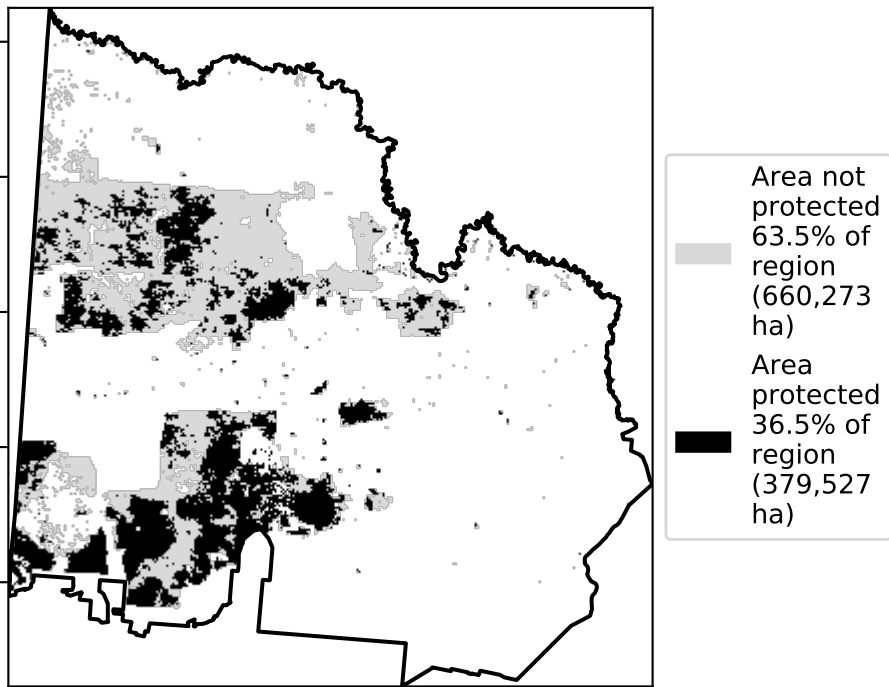 Area not
protected
63.5% of
region
(660,273
ha)
Area
protected
36.5% of
region
(379,527
ha)